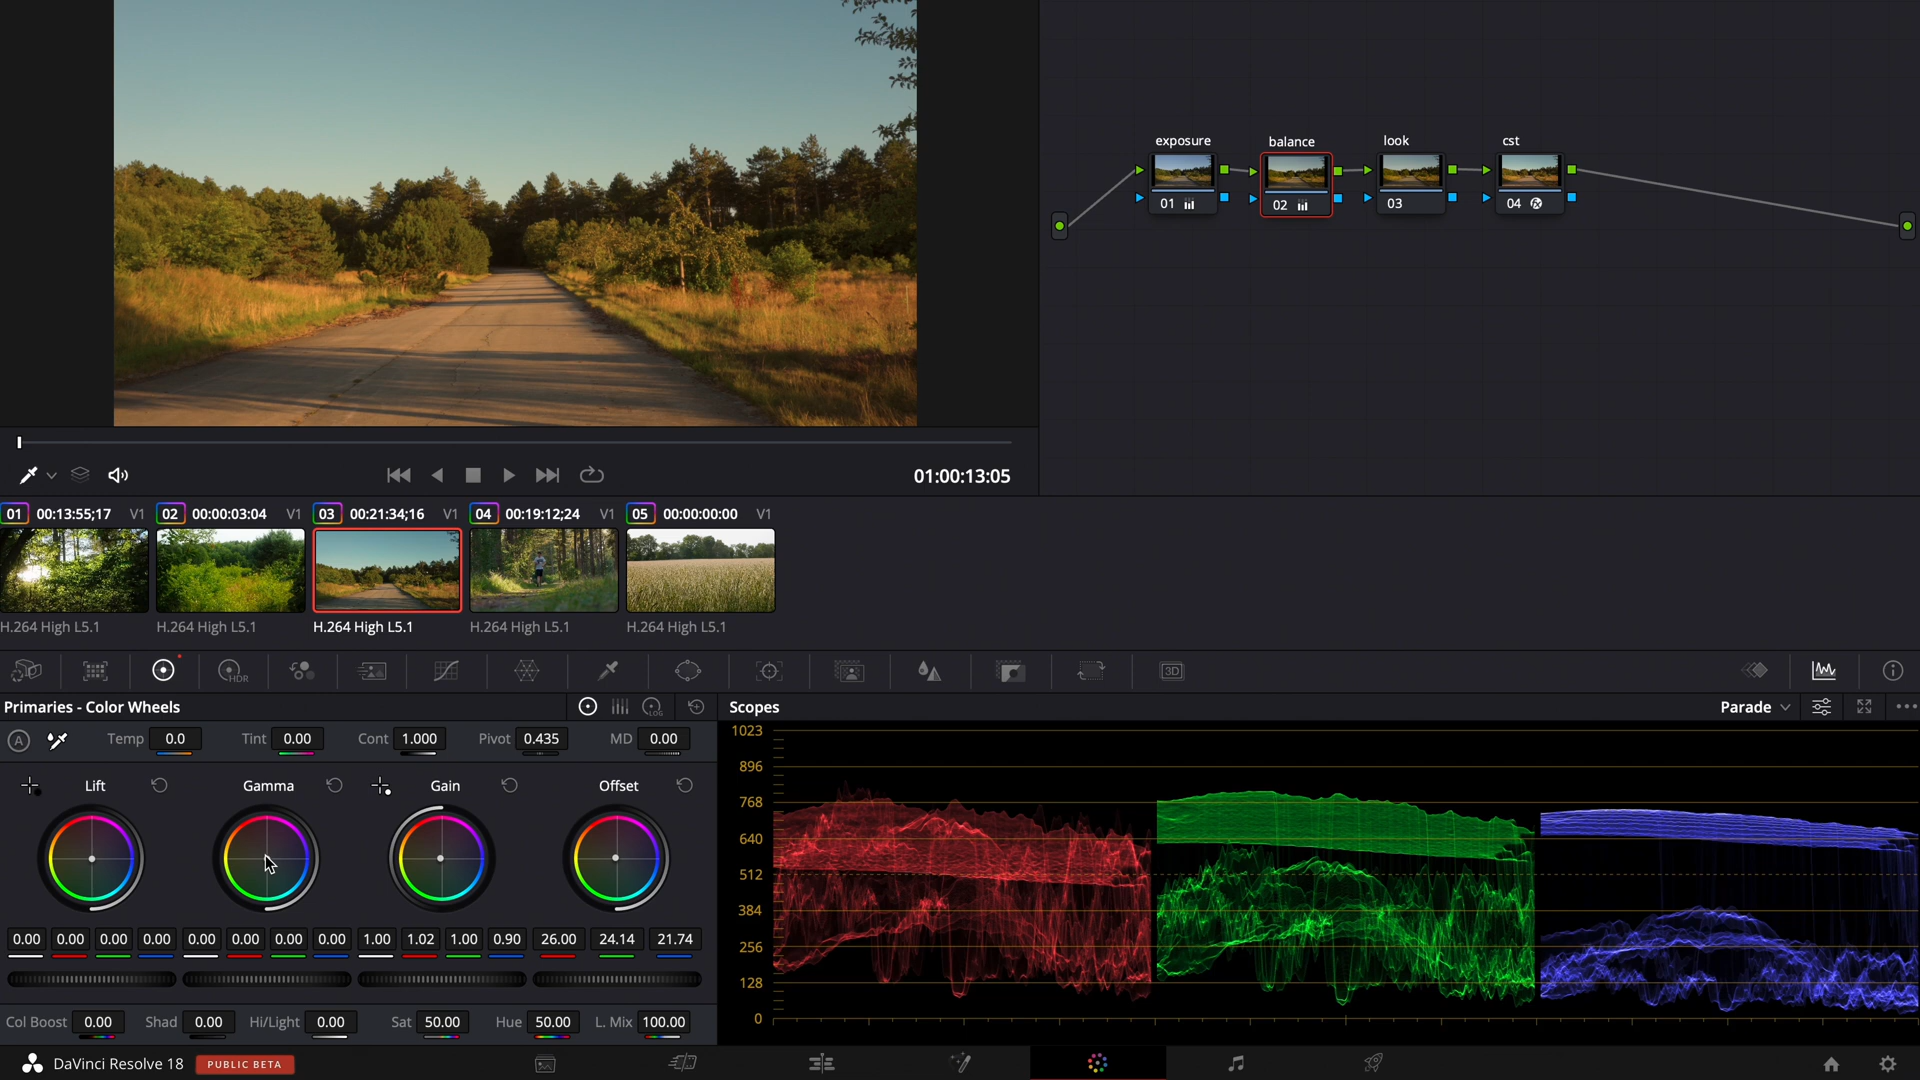 exposure
balance
look
cst
01
02
03
04
01:00:13:05
01 00:13:55;17 V1
02 00:00:03:04 V1
03 00:21:34;16 V1
04 00:19:12;24 V1
05 00:00:00:00 V1
H.264 High L5.1
H.264 High L5.1
H.264 High L5.1
H.264 High L5.1
H.264 High L5.1
HDR
3D
Primaries - Color Wheels
LOG
Scopes
Parade
A
Temp 0.0
Tint 0.00
Cont 1.000
Pivot 0.435
MD 0.00
Lift
Gamma
Gain
Offset
0.00 0.00 0.00 0.00
0.00 0.00 0.00 0.00
1.00 1.02 1.00 0.90
26.00 24.14 21.74
Col Boost 0.00
Shad 0.00
Hi/Light 0.00
Sat 50.00
Hue 50.00
L. Mix 100.00
1023
896
768
640
512
384
256
128
0
DaVinci Resolve 18
PUBLIC BETA